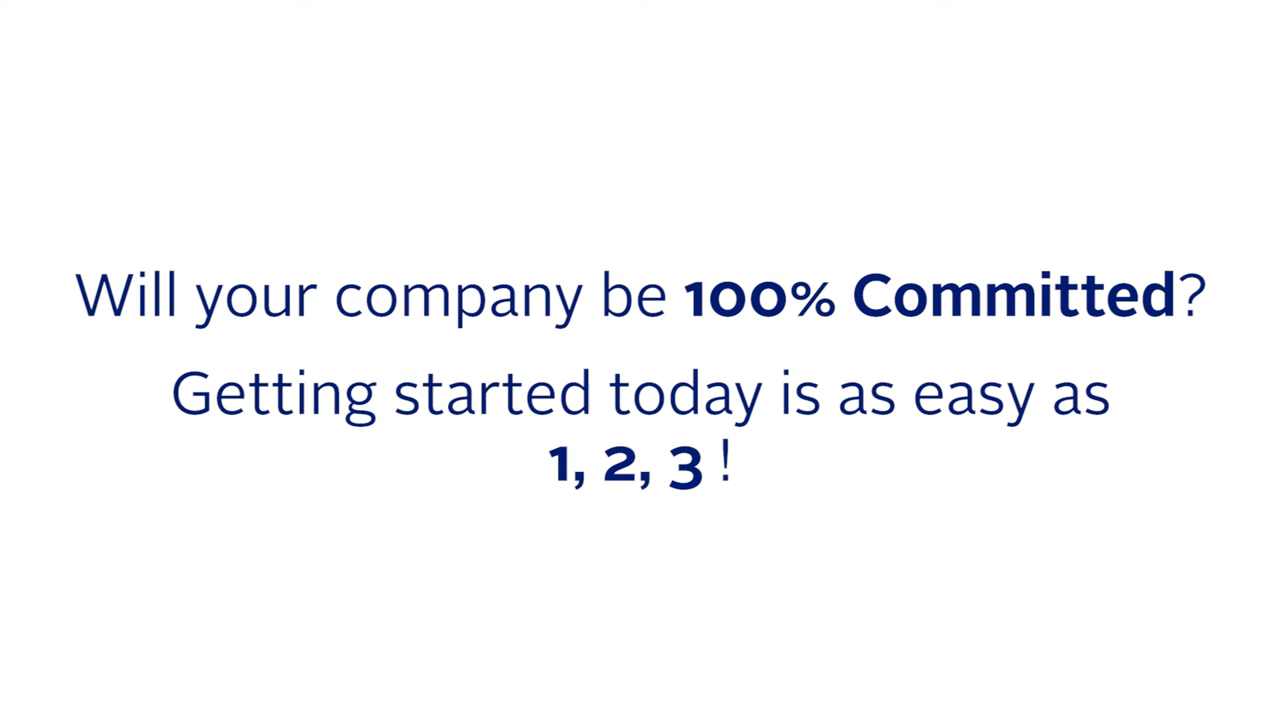 Will your company be 100% Committed?
Getting started today is as easy as
1, 2, 3 !